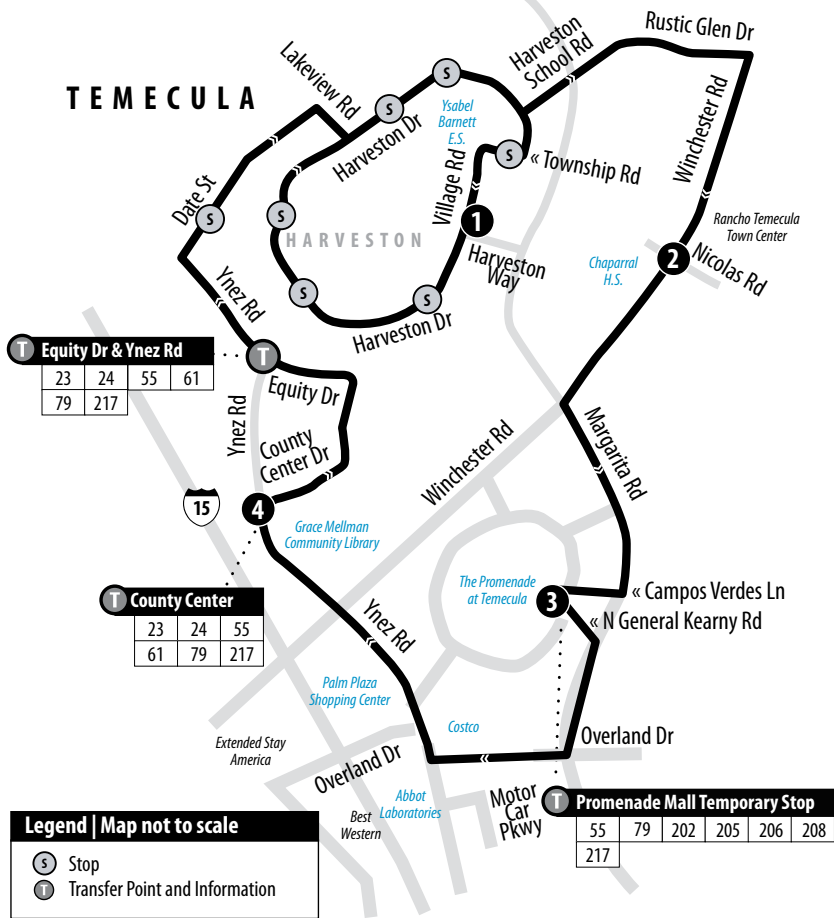 Rustic Glen Dr
Harveston
School Rd
Lakeview Rd
TEMECULA
Ysabel
Barnett
E.S.
S
S
Harveston Dr
Winchester Rd
Village Rd
S
« Township Rd
Date St
S
S
HARVESTON
1
Rancho Temecula
Town Center
Harveston
Way
Chaparral
H.S.
2
Nicolas Rd
Ynez Rd
S
S
Harveston Dr
T Equity Dr & Ynez Rd
23 24 55 61
79 217
T
Equity Dr
Ynez Rd
County
Center Dr
Winchester Rd
Margarita Rd
15
4
Grace Mellman
Community Library
The Promenade
at Temecula
3
« Campos Verdes Ln
« N General Kearny Rd
T County Center
23 24 55
61 79 217
Ynez Rd
Palm Plaza
Shopping Center
Costco
Overland Dr
Extended Stay
America
Overland Dr
Abbot
Laboratories
Best
Western
Motor
Car
Pkwy
T Promenade Mall Temporary Stop
55 79 202 205 206 208
217
Legend | Map not to scale
S Stop
T Transfer Point and Information